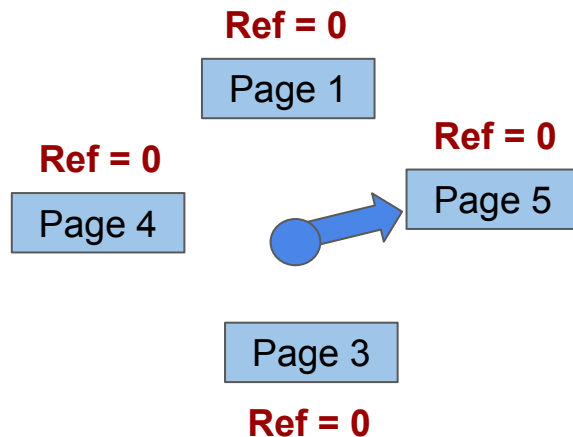 Ref = 0
Page 1
Ref = 0
Page 5
Ref = 0
Page 4
Page 3
Ref = 0